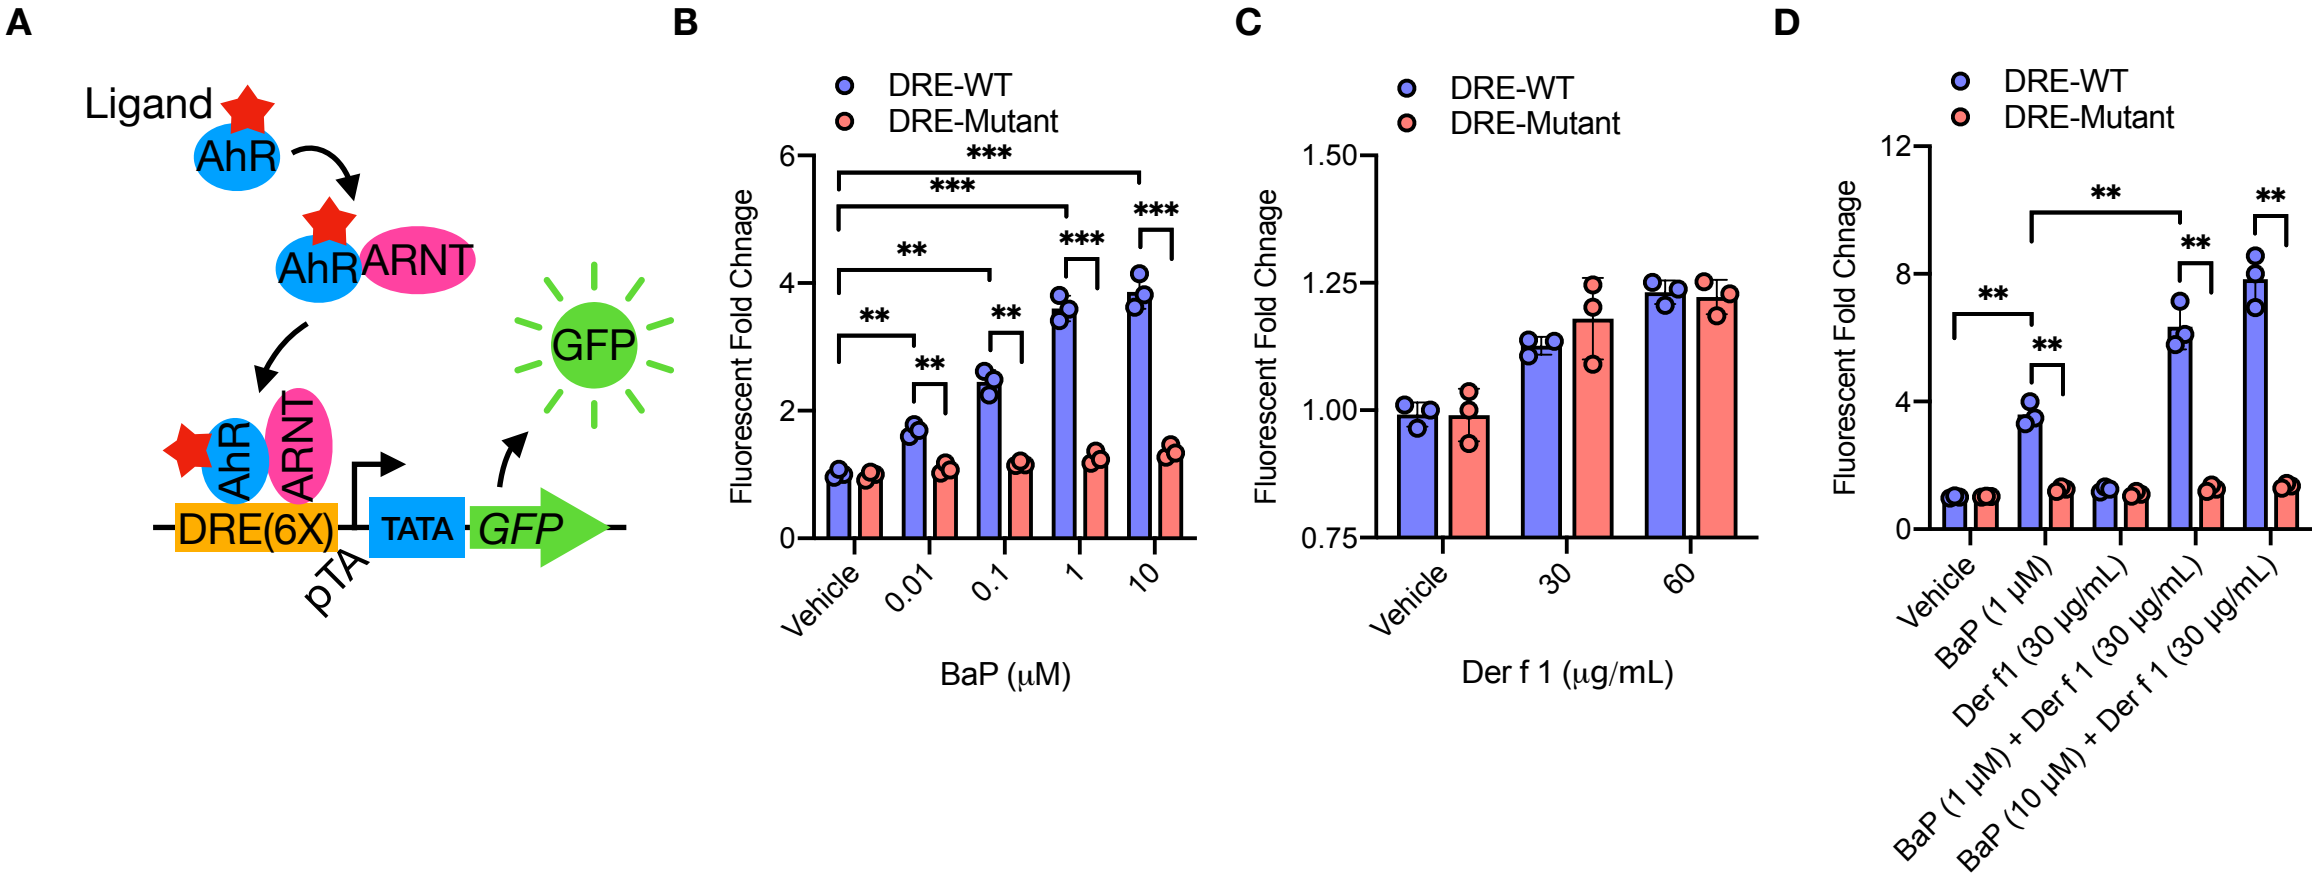 A
Ligand
AhR
AhR
ARNT
GFP
AhR
ARNT
DRE(6X)
pTA
TATA
GFP
B
DRE-WT
DRE-Mutant
Fluorescent Fold Chnage
6
4
2
0
***
***
**
**
**
**
***
***
Vehicle
0.01
0.1
1
10
BaP (μM)
C
DRE-WT
DRE-Mutant
Fluorescent Fold Chnage
1.50
1.25
1.00
0.75
Vehicle
30
60
Der f 1 (μg/mL)
D
DRE-WT
DRE-Mutant
Fluorescent Fold Chnage
12
8
4
0
**
**
**
**
**
Vehicle
BaP (1 μM)
Der f1 (30 μg/mL)
BaP (1 μM) + Der f 1 (30 μg/mL)
BaP (10 μM) + Der f 1 (30 μg/mL)